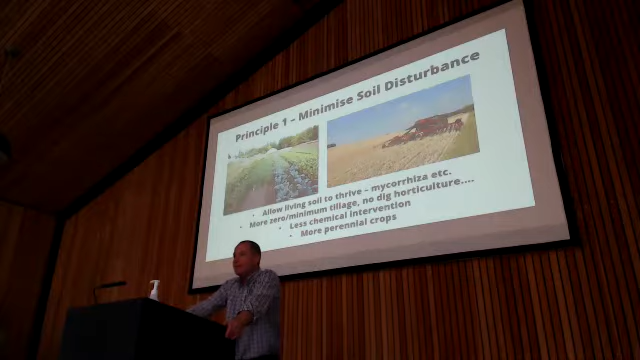 Principle 1 – Minimise Soil Disturbance
• Allow living soil to thrive – mycorrhiza etc.
• More zero/minimum tillage, no dig horticulture....
• Less chemical intervention
• More perennial crops